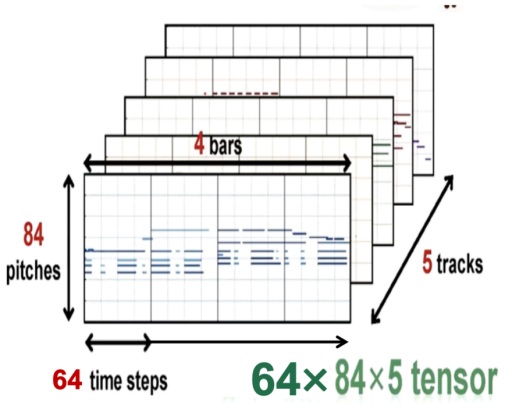 4 bars
84
pitches
5 tracks
64 time steps
64×84×5 tensor